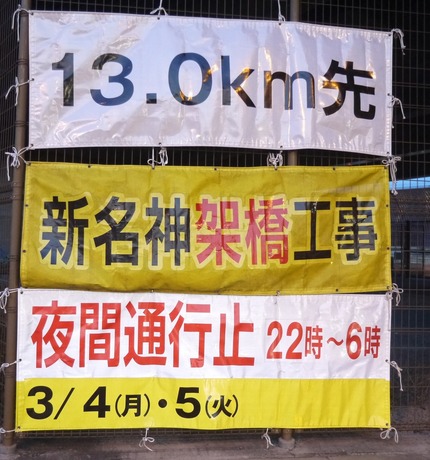 13.0km先
新名神架橋工事
夜間通行止 22時～6時
3/4(月)・5(火)